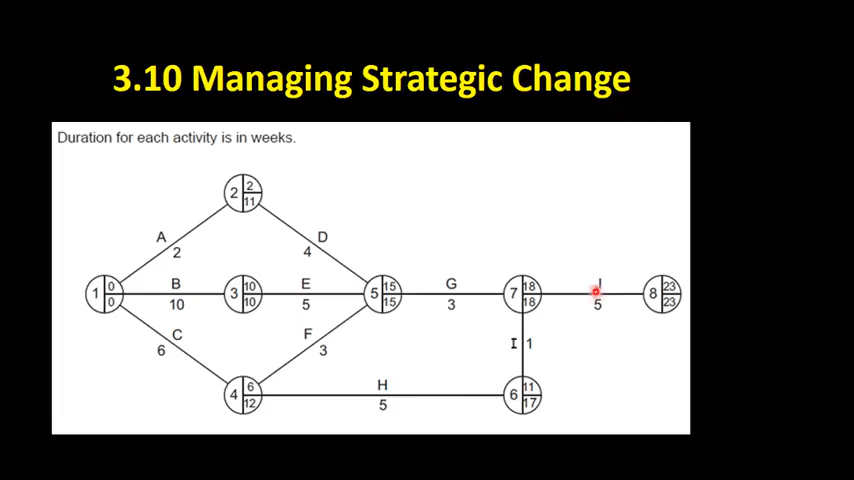 3.10 Managing Strategic Change
Duration for each activity is in weeks.
2 2 11
A 2
D 4
1 0 0
B 10
3 10 10
E 5
5 15 15
G 3
7 18 18
5
8 23 23
C 6
F 3
I 1
4 6 12
H 5
6 11 17